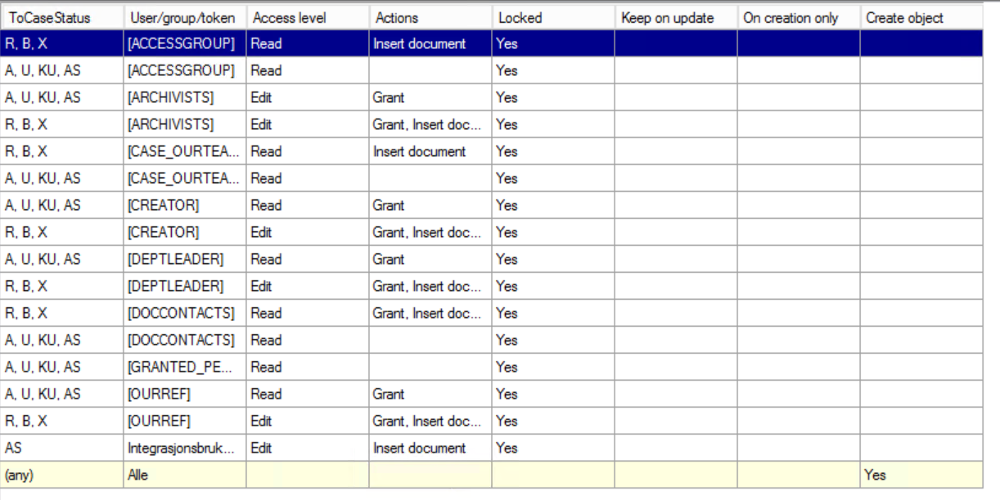 ToCaseStatus User/group/token Access level Actions Locked Keep on update On creation only Create object
R, B, X [ACCESSGROUP] Read Insert document Yes
A, U, KU, AS [ACCESSGROUP] Read Yes
A, U, KU, AS [ARCHIVISTS] Edit Grant Yes
R, B, X [ARCHIVISTS] Edit Grant, Insert doc... Yes
R, B, X [CASE_OURTEA... Read Insert document Yes
A, U, KU, AS [CASE_OURTEA... Read Yes
A, U, KU, AS [CREATOR] Read Grant Yes
R, B, X [CREATOR] Edit Grant, Insert doc... Yes
A, U, KU, AS [DEPTLEADER] Read Grant Yes
R, B, X [DEPTLEADER] Edit Grant, Insert doc... Yes
R, B, X [DOCCONTACTS] Read Grant, Insert doc... Yes
A, U, KU, AS [DOCCONTACTS] Read Yes
A, U, KU, AS [GRANTED_PE... Read Yes
A, U, KU, AS [OURREF] Read Grant Yes
R, B, X [OURREF] Edit Grant, Insert doc... Yes
AS Integrasjonsbruk... Edit Insert document Yes
(any) Alle Yes